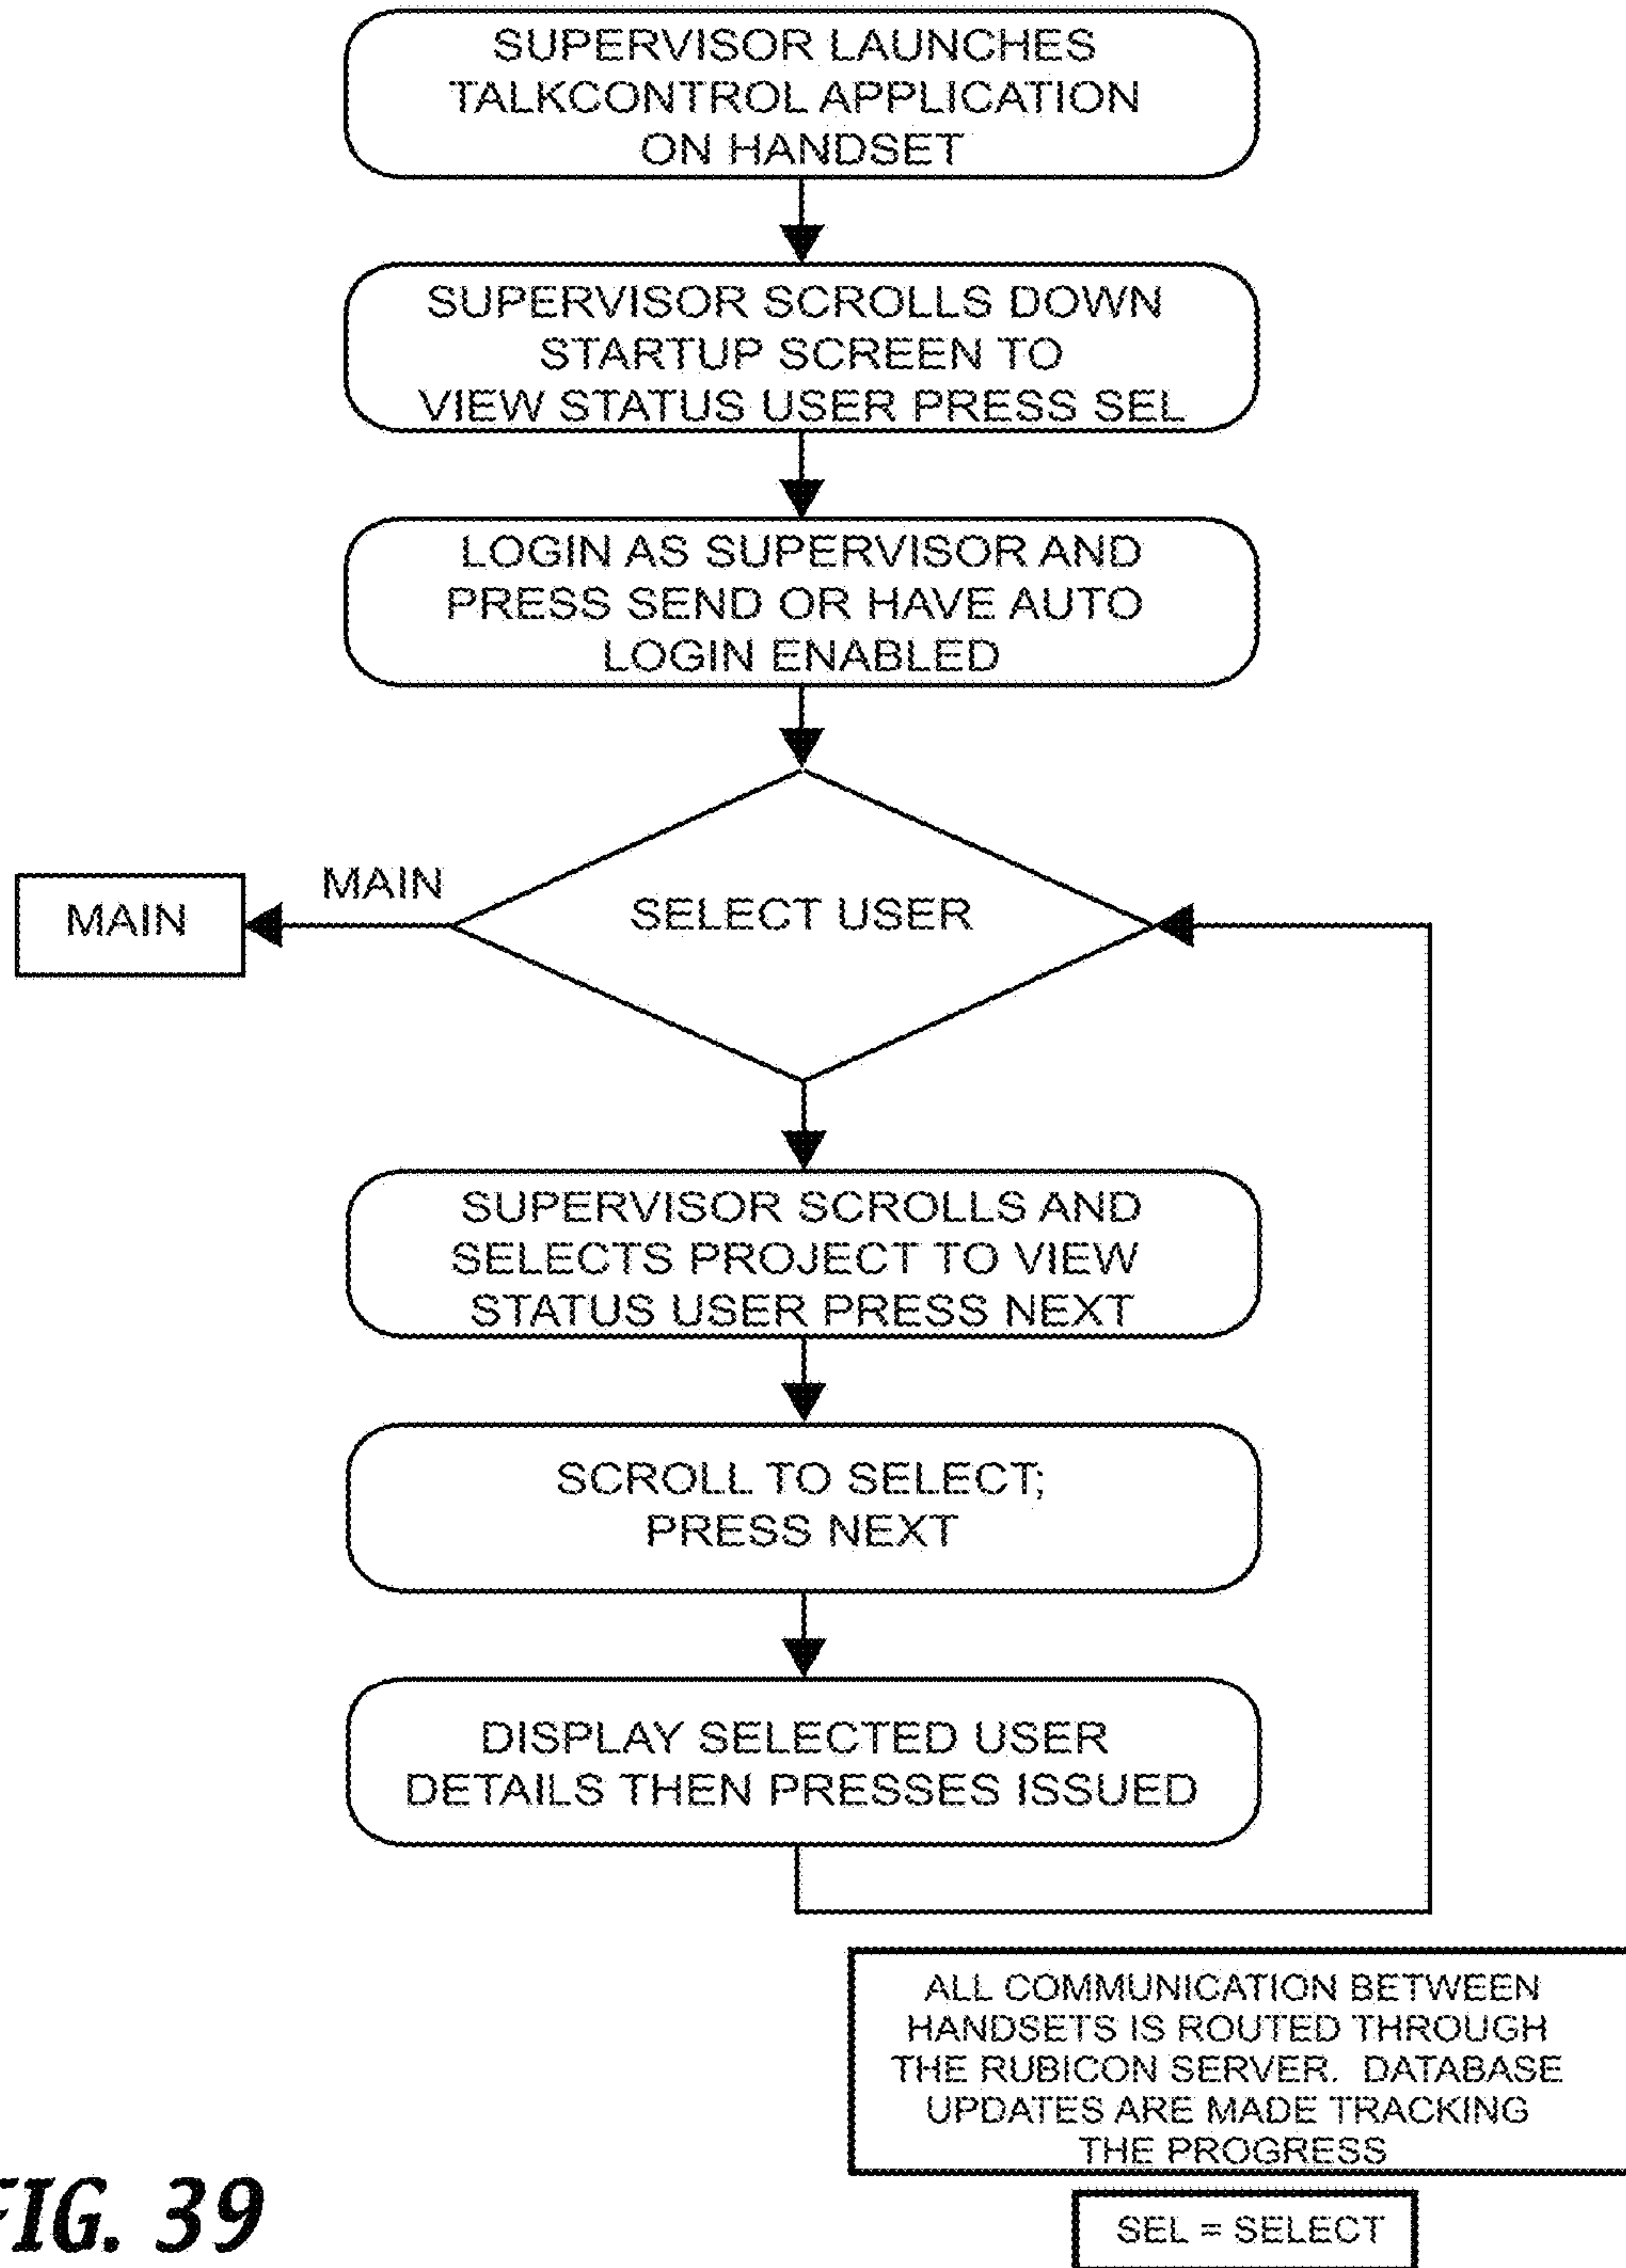 SUPERVISOR LAUNCHES
TALKCONTROL APPLICATION
ON HANDSET
SUPERVISOR SCROLLS DOWN
STARTUP SCREEN TO
VIEW STATUS USER PRESS SEL
LOGIN AS SUPERVISOR AND
PRESS SEND OR HAVE AUTO
LOGIN ENABLED
MAIN
MAIN
SELECT USER
SUPERVISOR SCROLLS AND
SELECTS PROJECT TO VIEW
STATUS USER PRESS NEXT
SCROLL TO SELECT;
PRESS NEXT
DISPLAY SELECTED USER
DETAILS THEN PRESSES ISSUED
ALL COMMUNICATION BETWEEN
HANDSETS IS ROUTED THROUGH
THE RUBICON SERVER. DATABASE
UPDATES ARE MADE TRACKING
THE PROGRESS
SEL = SELECT
FIG. 39